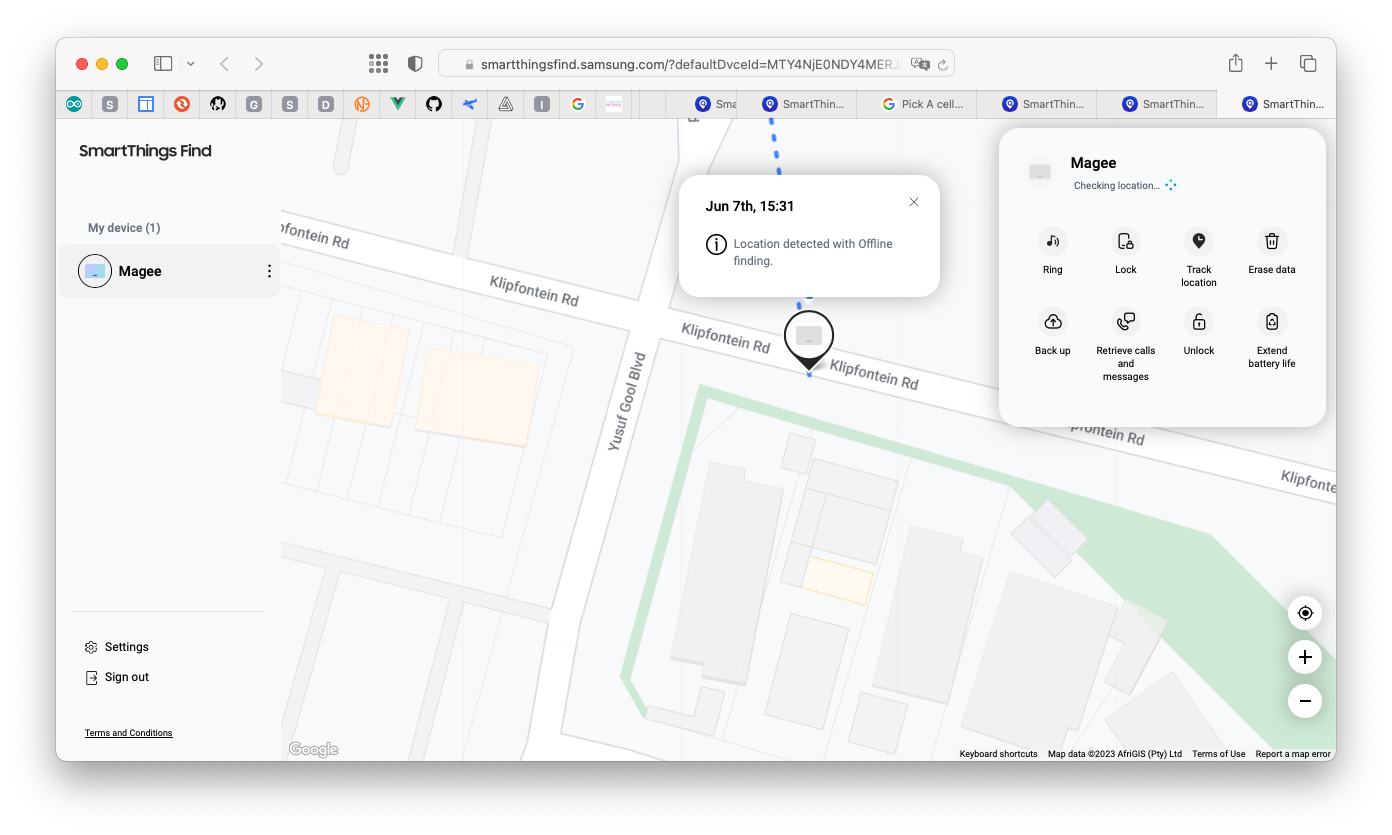 smartthingsfind.samsung.com/?defaultDvceId=MTY4NjE0NDY4MERJ
S
G
S
D
I
G
Sma
SmartThin...
G Pick A cell...
SmartThin...
SmartThin...
SmartThin...
SmartThings Find
My device (1)
Magee
Settings
Sign out
Terms and Conditions
Jun 7th, 15:31
Location detected with Offline
finding.
Klipfontein Rd
Klipfontein Rd
Klipfontein Rd
Klipfontein Rd
Yusuf Gool Blvd
Magee
Checking location...
Ring
Lock
Track
location
Erase data
Back up
Retrieve calls
and
messages
Unlock
Extend
battery life
Google
Keyboard shortcuts
Map data ©2023 AfriGIS (Pty) Ltd
Terms of Use
Report a map error